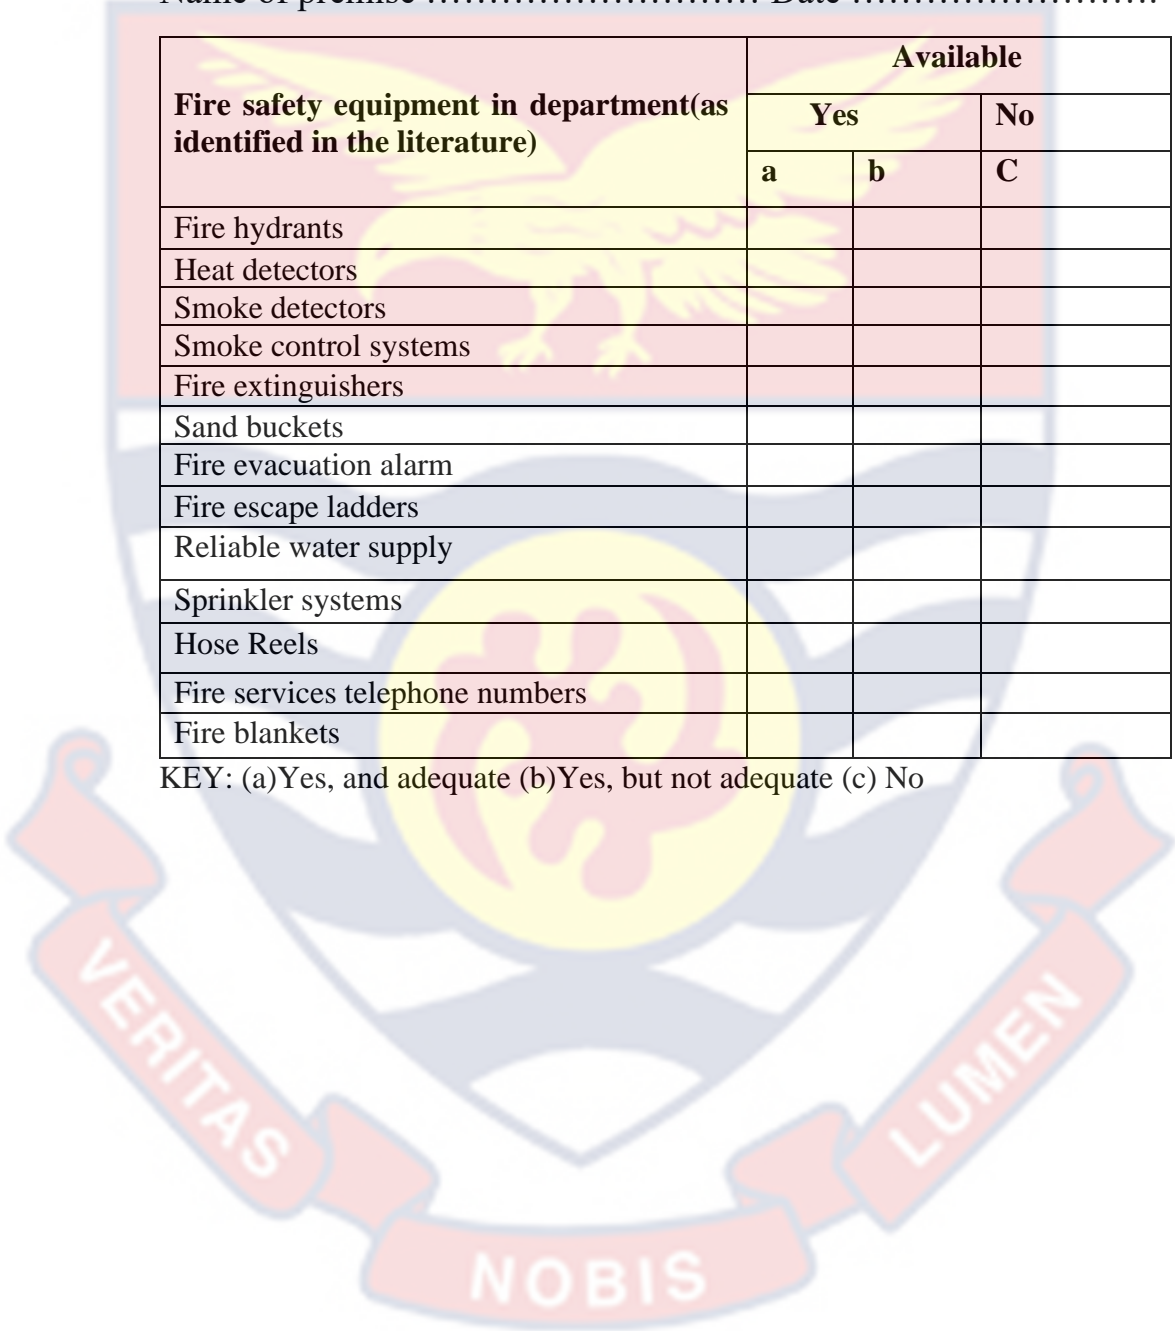 Name of premise ................................. Date ..............................
Available
Fire safety equipment in department(as
identified in the literature)
Yes No
a b C
Fire hydrants
Heat detectors
Smoke detectors
Smoke control systems
Fire extinguishers
Sand buckets
Fire evacuation alarm
Fire escape ladders
Reliable water supply
Sprinkler systems
Hose Reels
Fire services telephone numbers
Fire blankets
KEY: (a)Yes, and adequate (b)Yes, but not adequate (c) No
VERITAS
NOBIS
LUMEN